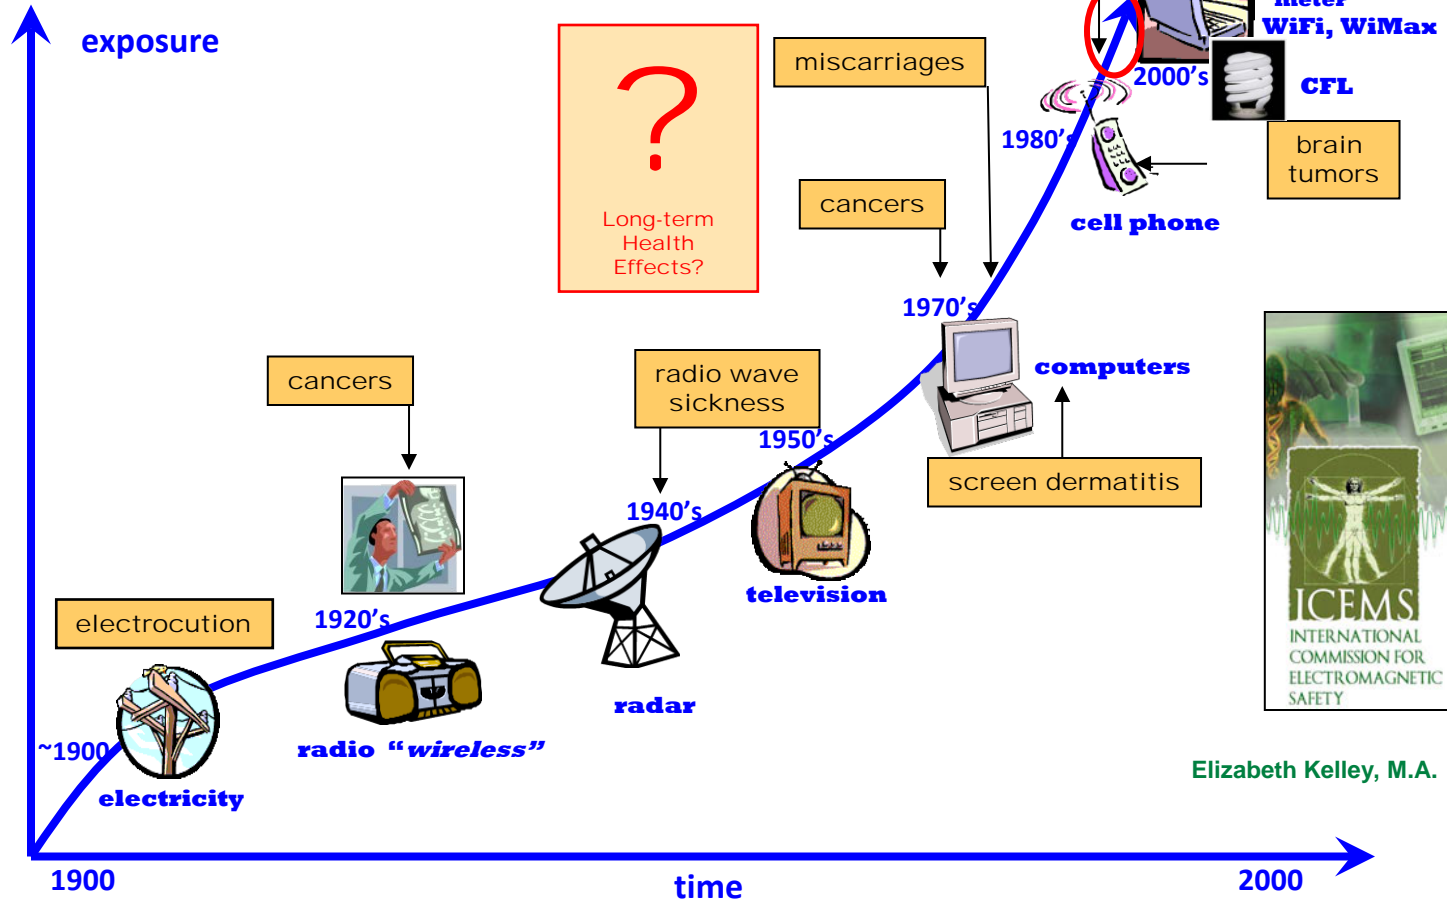 exposure
?
Long-term
Health
Effects?
miscarriages
meter
WiFi, WiMax
2000's
CFL
1980's
brain
tumors
cancers
cell phone
1970's
computers
screen dermatitis
radio wave
sickness
1950's
cancers
1940's
television
electrocution
1920's
radar
radio "wireless"
~1900
electricity
ICEMS
INTERNATIONAL
COMMISSION FOR
ELECTROMAGNETIC
SAFETY
Elizabeth Kelley, M.A.
1900
time
2000